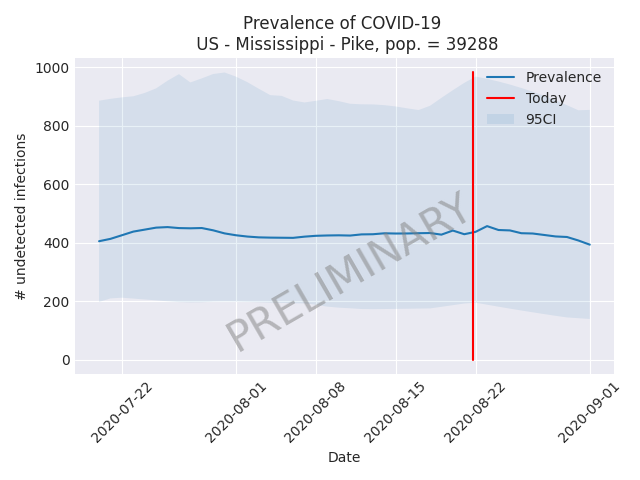 Prevalence of COVID-19
US - Mississippi - Pike, pop. = 39288
1000
800
600
400
200
0
# undetected infections
Prevalence
Today
95CI
PRELIMINARY
2020-07-22
2020-08-01
2020-08-08
2020-08-15
2020-08-22
2020-09-01
Date